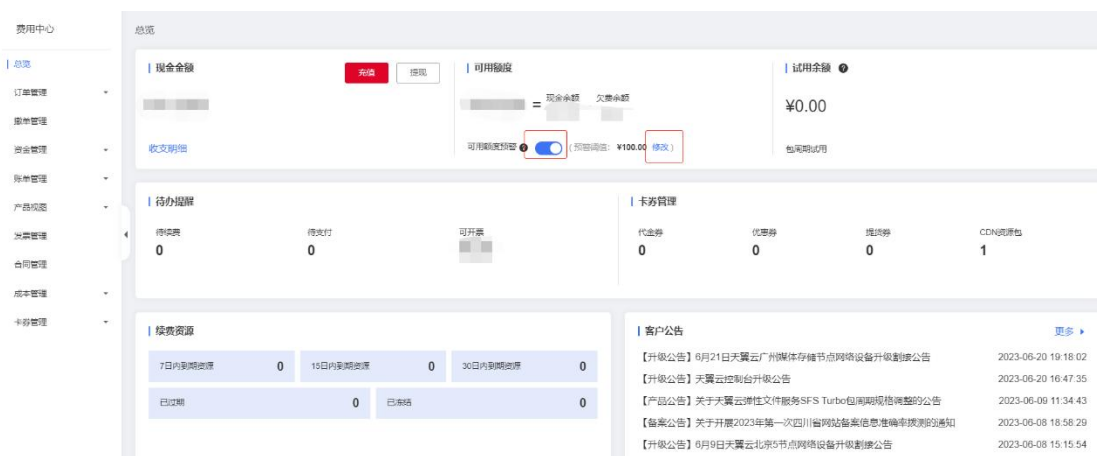 费用中心
总览
总览
订单管理
撤单管理
资金管理
账单管理
产品视图
发票管理
合同管理
成本管理
卡券管理
现金金额
充值
提现
收支明细
可用额度
= 现金余额 欠费余额
可用额度预警 ? (预警阈值: ¥100.00 修改)
试用余额 ?
¥0.00
包周期试用
待办提醒
待续费 待支付 可开票
0 0
卡券管理
代金券 优惠券 提货券 CDN资源包
0 0 0 1
续费资源
7日内到期资源 0 15日内到期资源 0 30日内到期资源 0
已过期 0 已冻结 0
客户公告 更多
【升级公告】6月21日天翼云广州媒体存储节点网络设备升级割接公告 2023-06-20 19:18:02
【升级公告】天翼云控制台升级公告 2023-06-20 16:47:35
【产品公告】关于天翼云弹性文件服务SFS Turbo包周期规格调整的公告 2023-06-09 11:34:43
【备案公告】关于开展2023年第一次四川省网站备案信息准确率拨测的通知 2023-06-08 18:58:29
【升级公告】6月9日天翼云北京5节点网络设备升级割接公告 2023-06-08 15:15:54